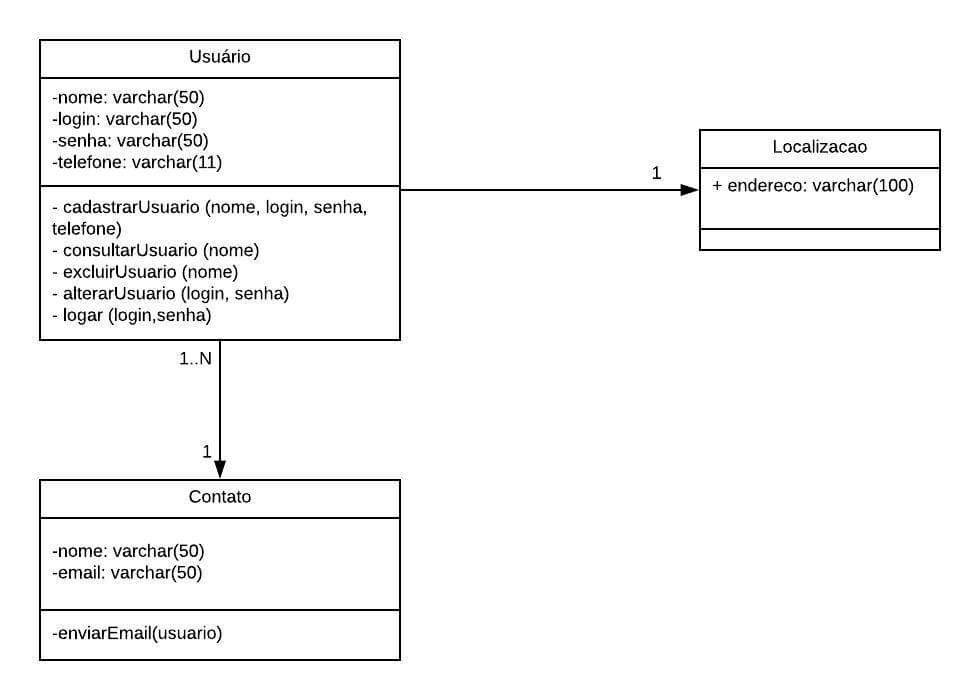 Usuário
-nome: varchar(50)
-login: varchar(50)
-senha: varchar(50)
-telefone: varchar(11)
- cadastrarUsuario (nome, login, senha,
telefone)
- consultarUsuario (nome)
- excluirUsuario (nome)
- alterarUsuario (login, senha)
- logar (login,senha)
1
Localizacao
+ endereco: varchar(100)
1..N
1
Contato
-nome: varchar(50)
-email: varchar(50)
-enviarEmail(usuario)